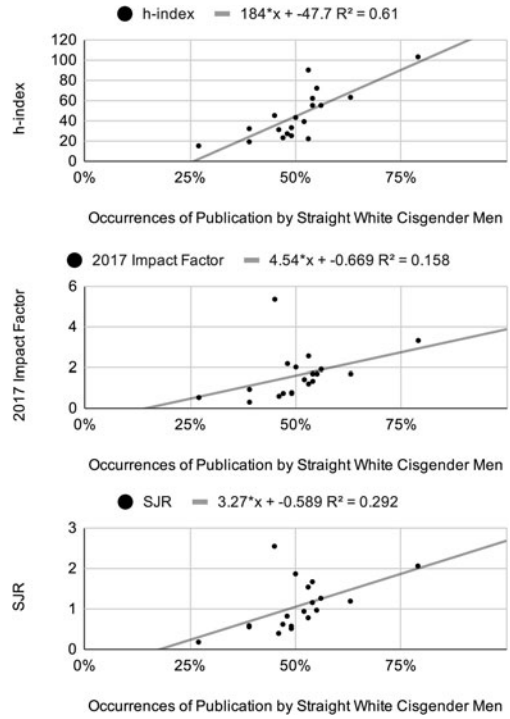 h-index 184*x + -47.7 R² = 0.61
120
100
80
60
40
20
0
h-index
0% 25% 50% 75%
Occurrences of Publication by Straight White Cisgender Men
2017 Impact Factor 4.54*x + -0.669 R² = 0.158
6
4
2
0
2017 Impact Factor
0% 25% 50% 75%
Occurrences of Publication by Straight White Cisgender Men
SJR 3.27*x + -0.589 R² = 0.292
3
2
1
0
SJR
0% 25% 50% 75%
Occurrences of Publication by Straight White Cisgender Men